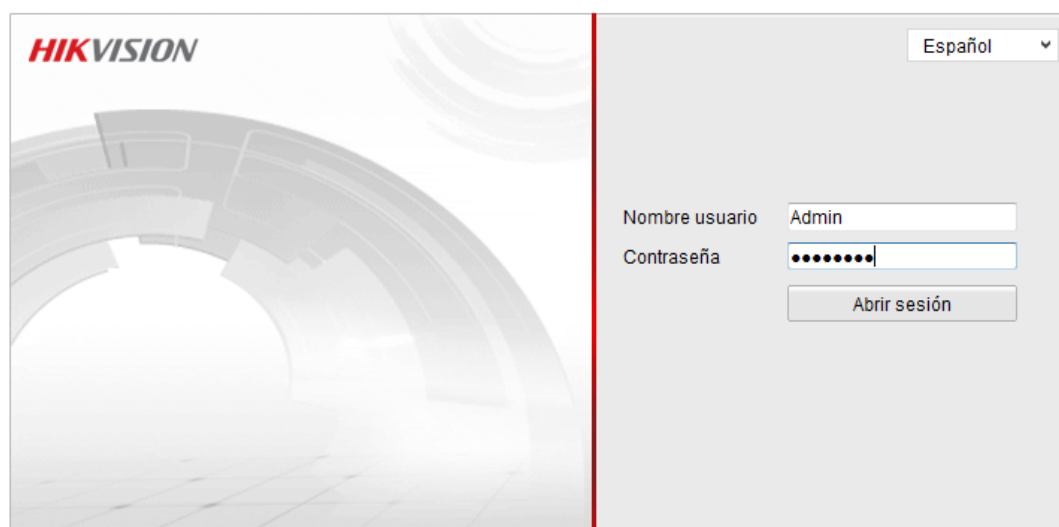 HIKVISION
Español
Nombre usuario Admin
Contraseña ••••••••
Abrir sesión